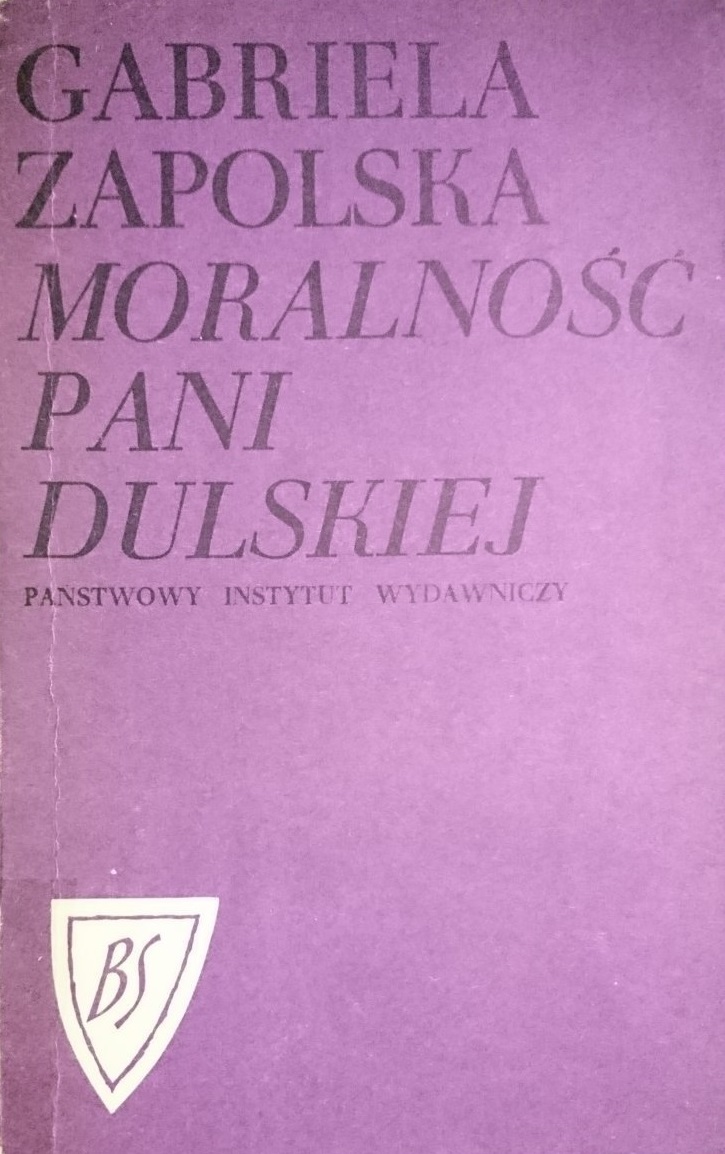 GABRIELA
ZAPOLSKA
MORALNOŚĆ
PANI
DULSKIEJ
PAŃSTWOWY INSTYTUT WYDAWNICZY
BS